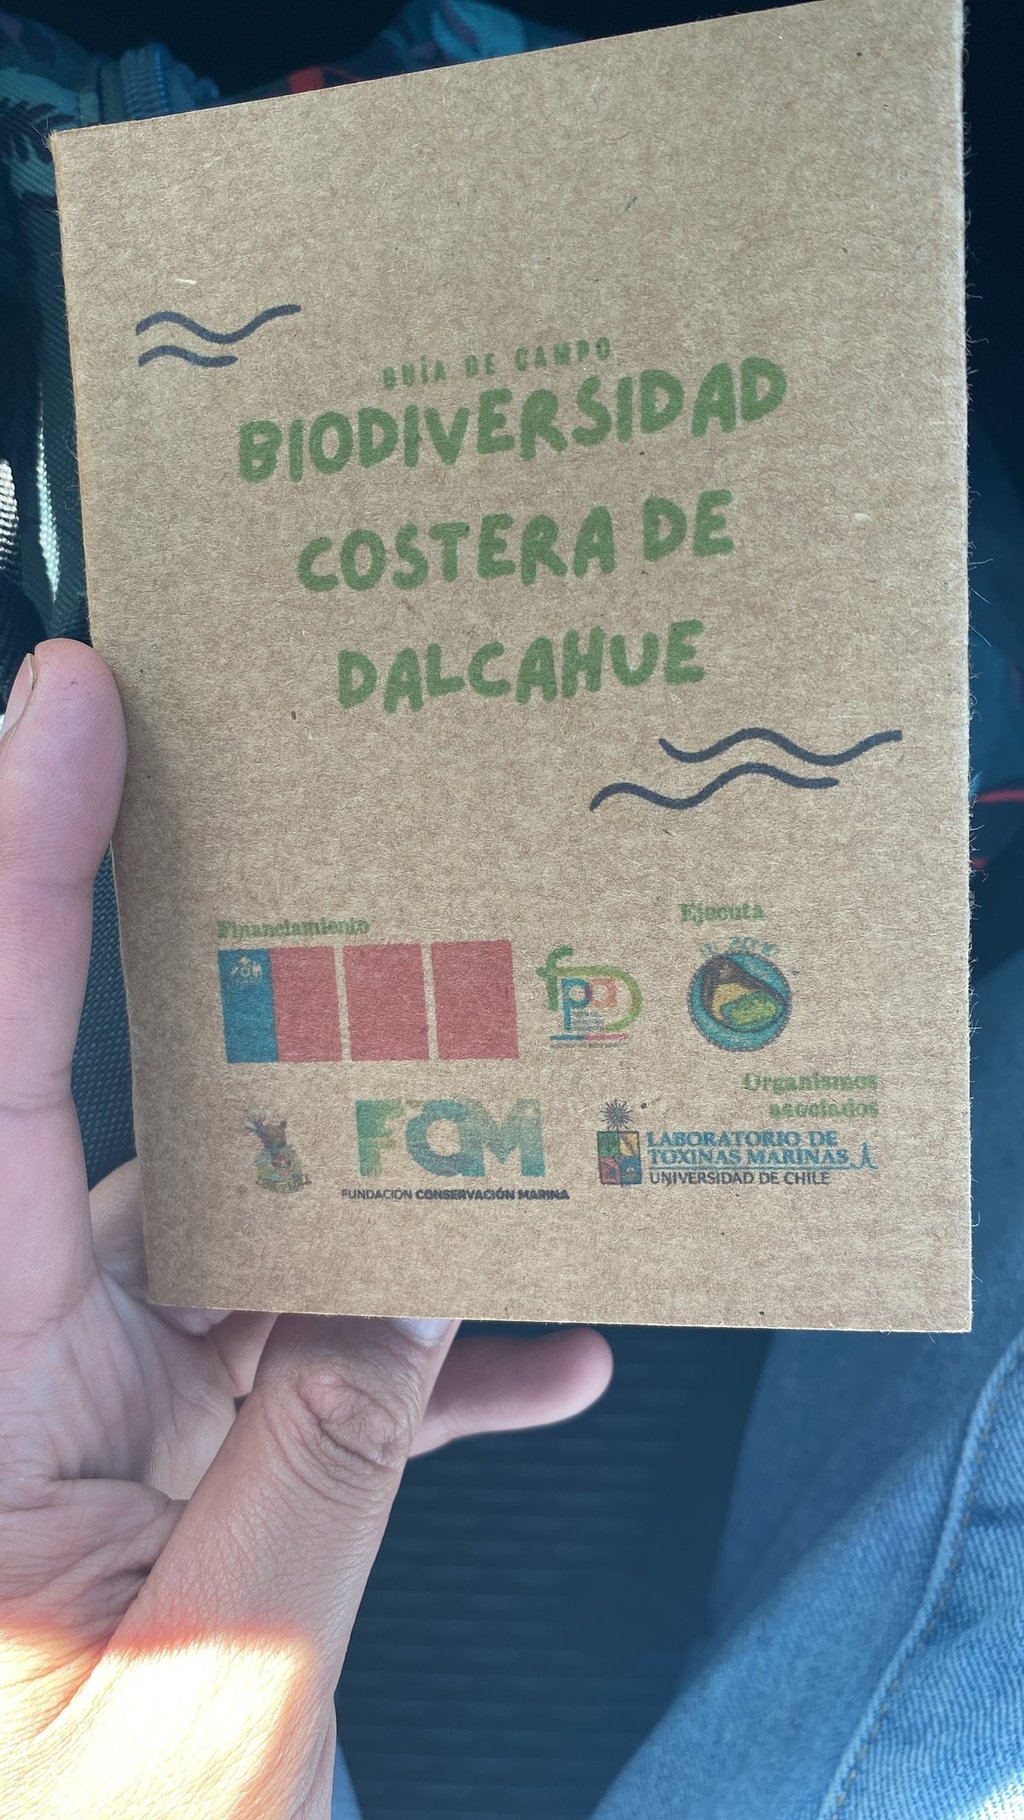 GUÍA DE CAMPO
BIODIVERSIDAD
COSTERA DE
DALCAHUE
Financiamiento
Ejecuta
fpa
Organismos
asociados
FCM
FUNDACIÓN CONSERVACIÓN MARINA
LABORATORIO DE
TOXINAS MARINAS
UNIVERSIDAD DE CHILE